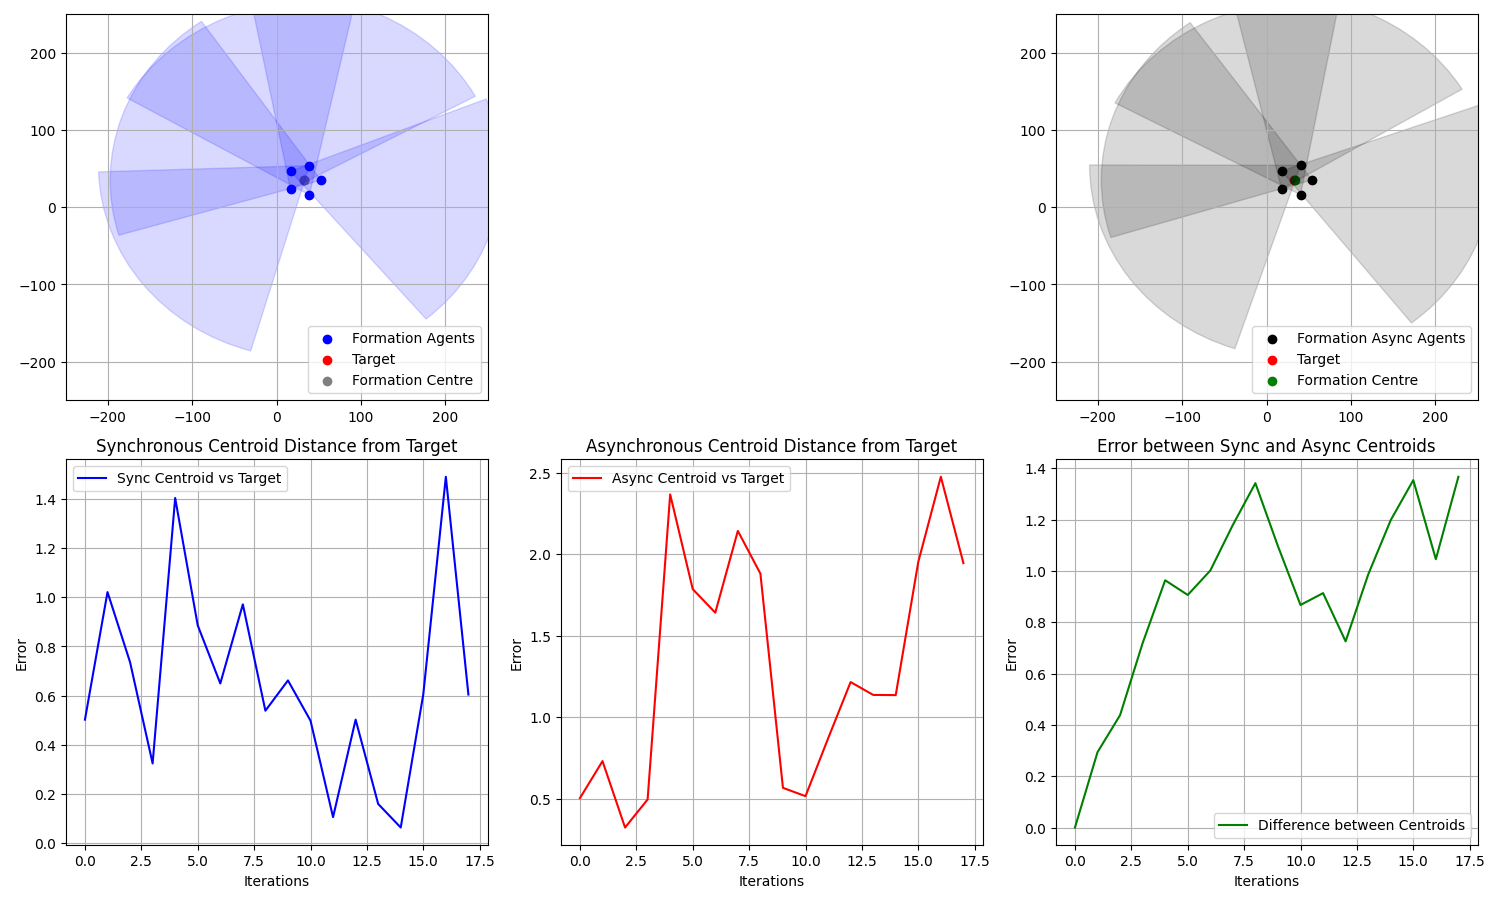 200
100
0
−100
−200
−200 −100 0 100 200
Formation Agents
Target
Formation Centre
200
100
0
−100
−200
−200 −100 0 100 200
Formation Async Agents
Target
Formation Centre
Synchronous Centroid Distance from Target
Sync Centroid vs Target
Error
1.4
1.2
1.0
0.8
0.6
0.4
0.2
0.0
0.0 2.5 5.0 7.5 10.0 12.5 15.0 17.5
Iterations
Asynchronous Centroid Distance from Target
Async Centroid vs Target
Error
2.5
2.0
1.5
1.0
0.5
0.0 2.5 5.0 7.5 10.0 12.5 15.0 17.5
Iterations
Error between Sync and Async Centroids
Error
1.4
1.2
1.0
0.8
0.6
0.4
0.2
0.0
Difference between Centroids
0.0 2.5 5.0 7.5 10.0 12.5 15.0 17.5
Iterations